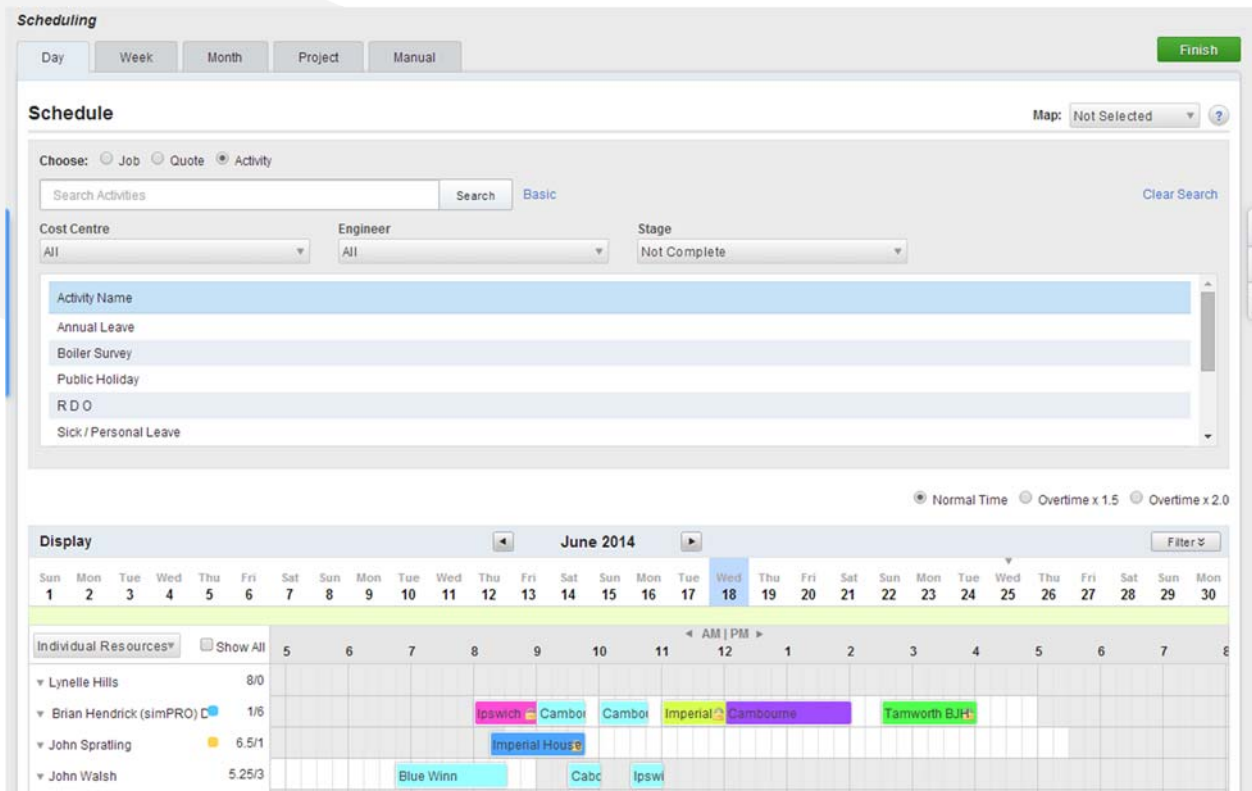 Scheduling
Day Week Month Project Manual Finish
Schedule Map: Not Selected ?
Choose: Job Quote Activity
Search Activities Search Basic Clear Search
Cost Centre Engineer Stage
All All Not Complete
Activity Name
Annual Leave
Boiler Survey
Public Holiday
R D O
Sick / Personal Leave
Normal Time Overtime x 1.5 Overtime x 2.0
Display June 2014 Filter
Sun Mon Tue Wed Thu Fri Sat Sun Mon Tue Wed Thu Fri Sat Sun Mon Tue Wed Thu Fri Sat Sun Mon Tue Wed Thu Fri Sat Sun Mon
1 2 3 4 5 6 7 8 9 10 11 12 13 14 15 16 17 18 19 20 21 22 23 24 25 26 27 28 29 30
AM | PM
Individual Resources Show All 5 6 7 8 9 10 11 12 1 2 3 4 5 6 7 8
Lynelle Hills 8/0
Brian Hendrick (simPRO) D 1/6 Ipswich Cambou Cambou Imperial Cambourne Tamworth BJH
John Spratling 6.5/1 Imperial House
John Walsh 5.25/3 Blue Winn Cabo Ipswi